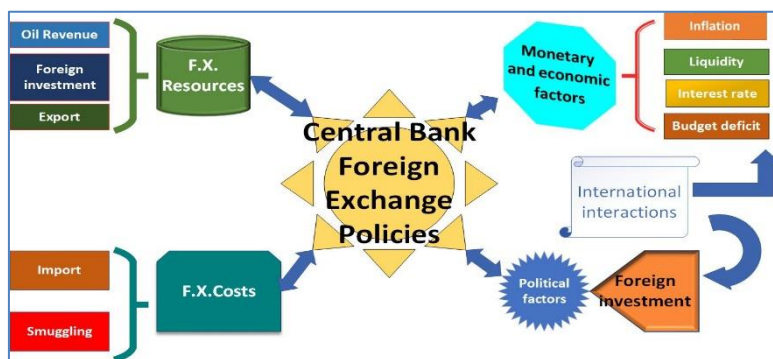 Oil Revenue
Foreign
investment
Export
F.X.
Resources
Monetary
and economic
factors
Inflation
Liquidity
Interest rate
Budget deficit
Central Bank
Foreign
Exchange
Policies
International
interactions
Import
Smuggling
F.X.Costs
Political
factors
Foreign
investment